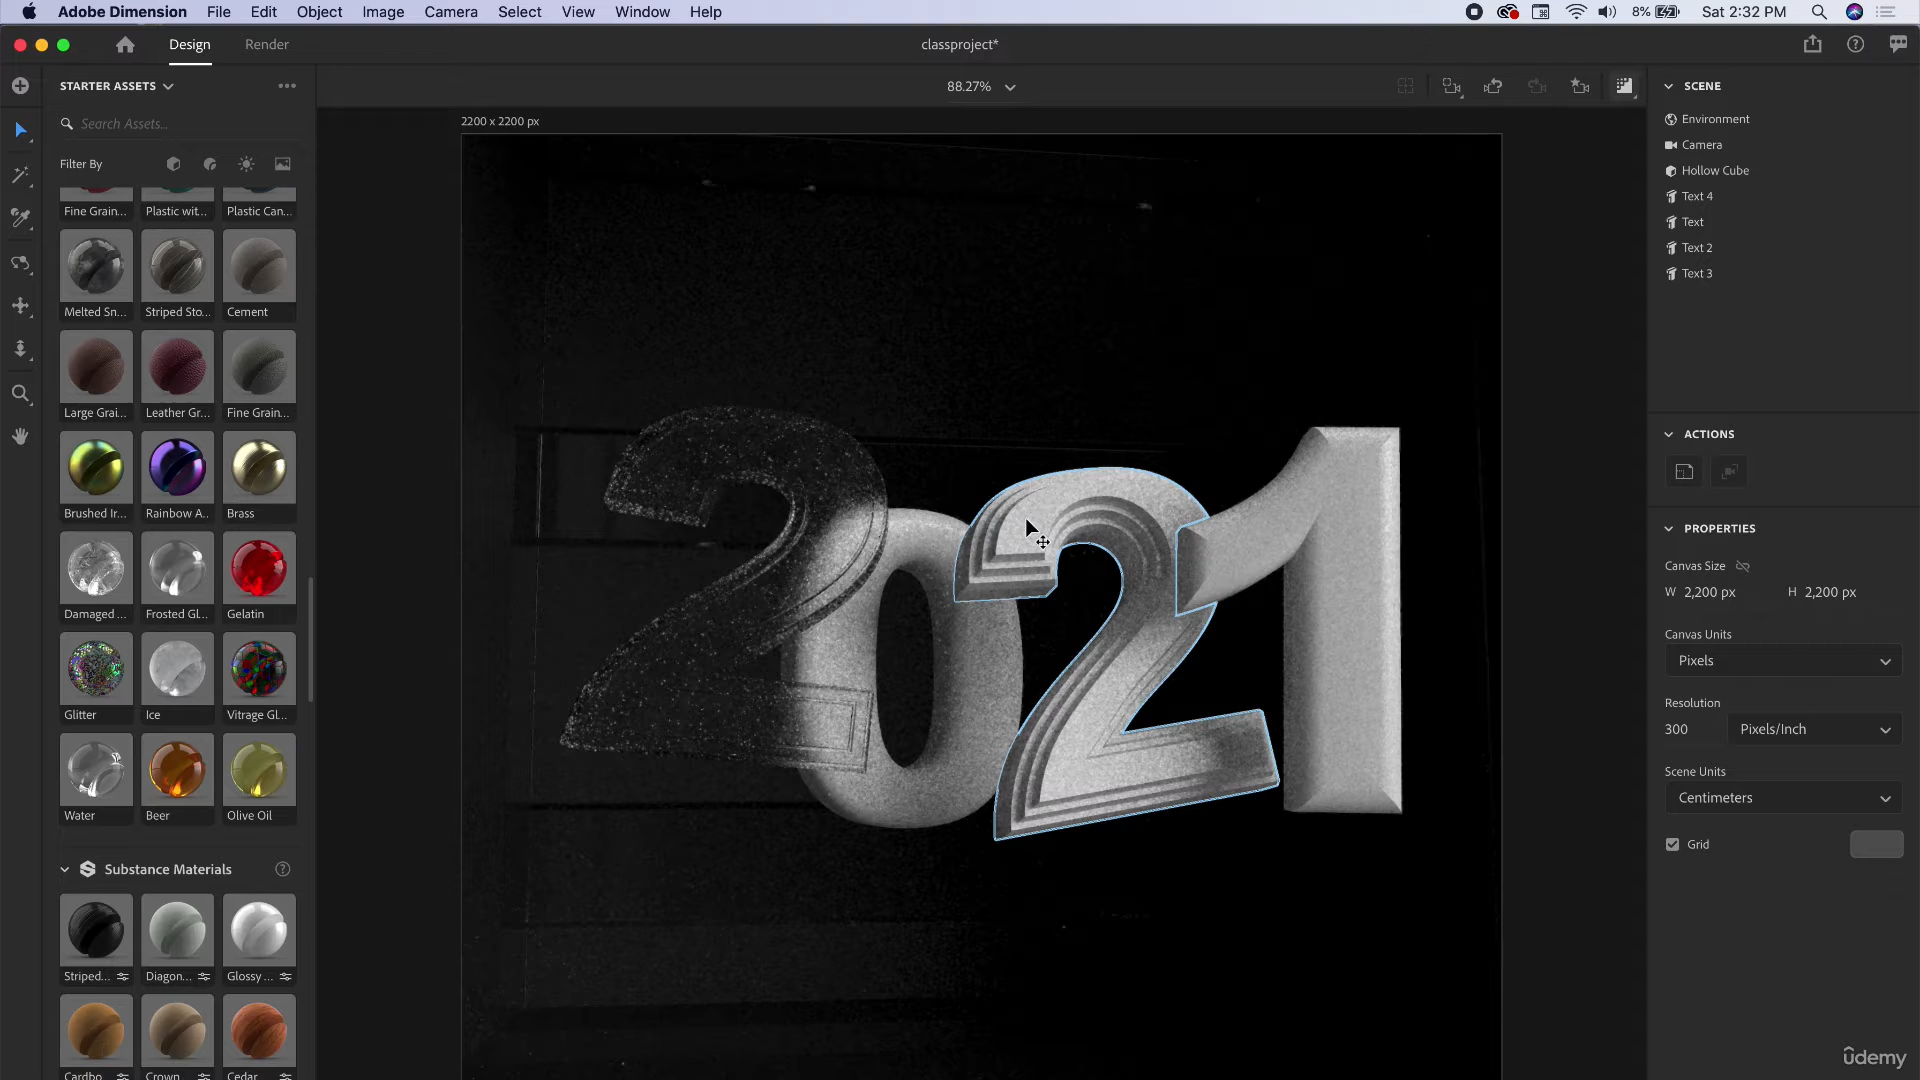 Adobe Dimension File Edit Object Image Camera Select View Window Help 8% Sat 2:32 PM
Design Render classproject*
STARTER ASSETS 88.27% SCENE
2200 x 2200 px
Search Assets...
Environment
Camera
Filter By
Hollow Cube
Text 4
Fine Grain... Plastic wit... Plastic Can...
Text
Text 2
Text 3
Melted Sn... Striped Sto... Cement
Large Grai... Leather Gr... Fine Grain...
ACTIONS
Brushed Ir... Rainbow A.. Brass
PROPERTIES
Canvas Size
W 2,200 px H 2,200 px
Damaged ... Frosted Gl... Gelatin
Canvas Units
Pixels
2021
Resolution
Glitter Ice Vitrage Gl...
300 Pixels/Inch
Scene Units
Centimeters
Water Beer Olive Oil
Grid
Substance Materials
Striped... Diagon... Glossy ...
Cardbo Crown Cedar
ûdemy